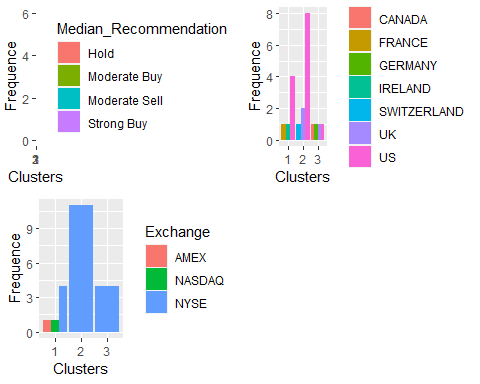 Median_Recommendation
Hold
Moderate Buy
Moderate Sell
Strong Buy
6
4
2
0
Frequence
Clusters
CANADA
FRANCE
GERMANY
IRELAND
SWITZERLAND
UK
US
8
6
4
2
0
Frequence
1 2 3
Clusters
Exchange
AMEX
NASDAQ
NYSE
9
6
3
0
Frequence
1 2 3
Clusters